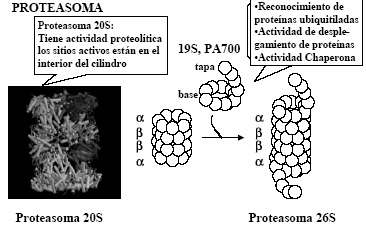 PROTEASOMA
Proteasoma 20S:
Tiene actividad proteolítica
los sitios activos están en el
interior del cilindro
•Reconocimiento de
proteínas ubiquitiladas
•Actividad de desple-
gamiento de proteínas
•Actividad Chaperona
19S, PA700
tapa
base
α
β
β
α
α
β
β
α
Proteasoma 20S
Proteasoma 26S